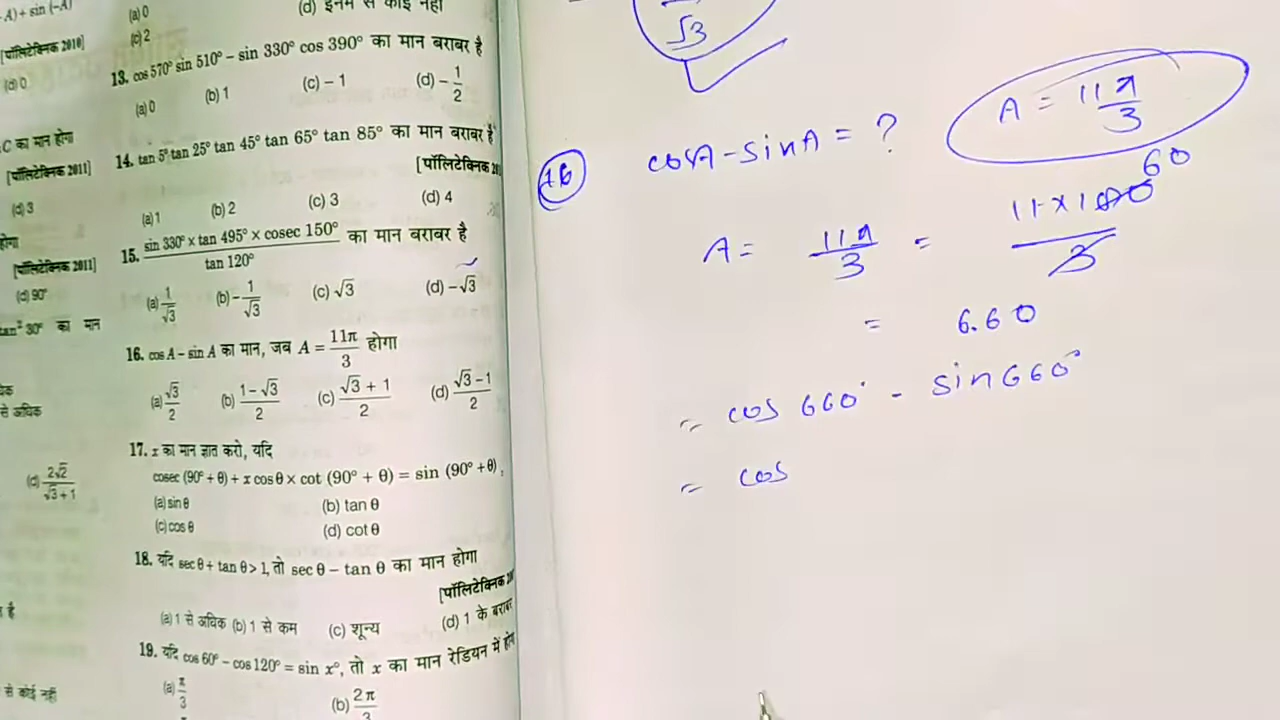 A) + sin (-A)
[पॉलिटेक्निक 2010]
(d) 0
C का मान होगा
[पॉलिटेक्निक 2011]
(d) 3
होगा
[पॉलिटेक्निक 2011]
(d) 90°
tan² 30° का मान
से अधिक
(d) 2√2 / √3+1
से कोई नहीं
(a) 0
(d) इनमें से कोई नहीं
(c) 2
13. cos 570° sin 510° – sin 330° cos 390° का मान बराबर है
(a) 0 (b) 1 (c) – 1 (d) – 1/2
14. tan 5° tan 25° tan 45° tan 65° tan 85° का मान बराबर है
[पॉलिटेक्निक
(a) 1 (b) 2 (c) 3 (d) 4
15. sin 330° × tan 495° × cosec 150° / tan 120° का मान बराबर है
(a) 1/√3 (b) – 1/√3 (c) √3 (d) – √3
16. cos A – sin A का मान, जब A = 11π/3 होगा
(a) √3/2 (b) 1 – √3/2 (c) √3 + 1/2 (d) √3 – 1/2
17. x का मान ज्ञात करो, यदि
cosec (90° + θ) + x cos θ × cot (90° + θ) = sin (90° + θ),
(a) sin θ (b) tan θ
(c) cos θ (d) cot θ
18. यदि sec θ + tan θ > 1, तो sec θ – tan θ का मान होगा
[पॉलिटेक्निक
(a) 1 से अधिक (b) 1 से कम (c) शून्य (d) 1 के बराबर
19. यदि cos 60° – cos 120° = sin x°, तो x का मान रेडियन में
(a) π/3 (b) 2π/3
√3
16 cosA - sinA = ? A = 11π/3
A = 11π/3 = 11×180/3 60
= 6.60
= cos 660° - sin 660°
= cos